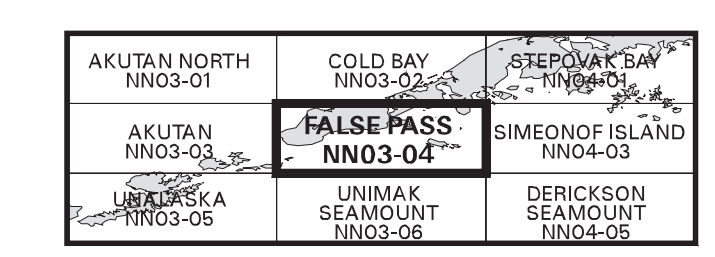 AKUTAN NORTH
NN03-01
COLD BAY
NN03-02
STEPOVAK BAY
NN04-01
AKUTAN
NN03-03
FALSE PASS
NN03-04
SIMEONOF ISLAND
NN04-03
UNALASKA
NN03-05
UNIMAK
SEAMOUNT
NN03-06
DERICKSON
SEAMOUNT
NN04-05